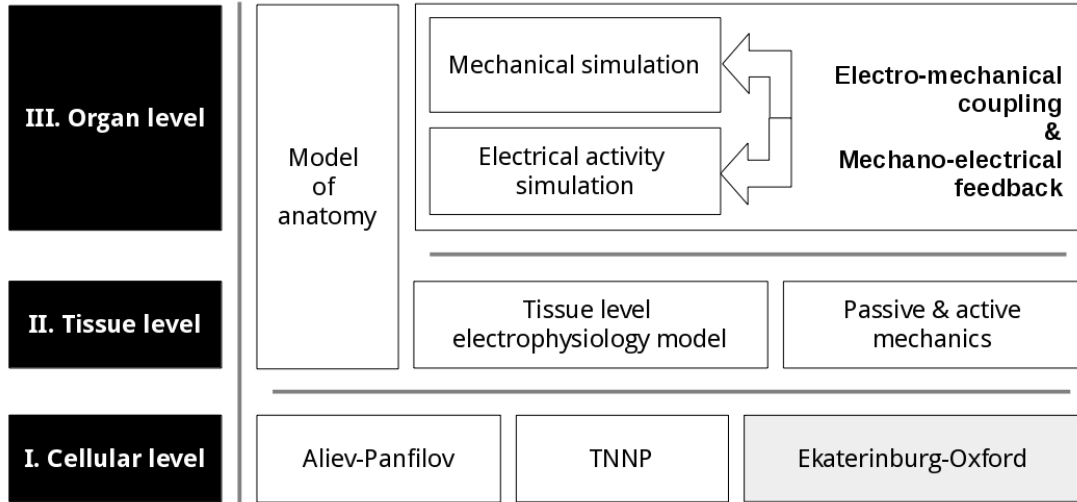 III. Organ level
Model
of
anatomy
Mechanical simulation
Electrical activity
simulation
Electro-mechanical
coupling
&
Mechano-electrical
feedback
II. Tissue level
Tissue level
electrophysiology model
Passive & active
mechanics
I. Cellular level
Aliev-Panfilov
TNNP
Ekaterinburg-Oxford